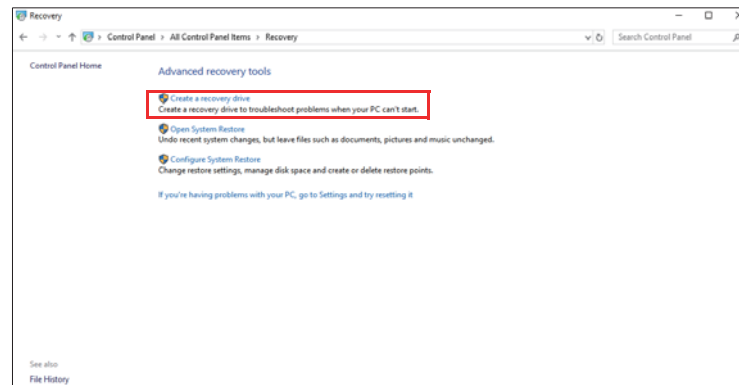 Recovery
Control Panel > All Control Panel Items > Recovery
Search Control Panel
Control Panel Home
Advanced recovery tools
Create a recovery drive
Create a recovery drive to troubleshoot problems when your PC can't start.
Open System Restore
Undo recent system changes, but leave files such as documents, pictures and music unchanged.
Configure System Restore
Change restore settings, manage disk space and create or delete restore points.
If you're having problems with your PC, go to Settings and try resetting it
See also
File History